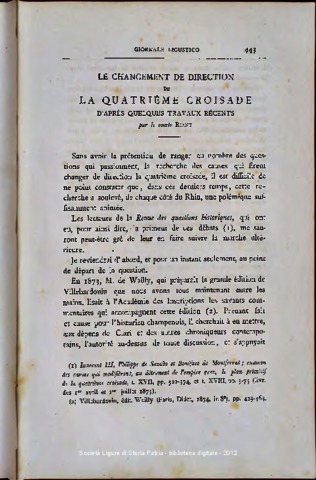 GIORNALE LIGUSTICO 443
LE CHANGEMENT DE DIRECTION
DE
LA QUATRIÈME CROISADE
D'APRÈS QUELQUES TRAVAUX RÉCENTS
par le comte RIANT
Sans avoir la prétention de ranger au nombre des ques-
tions qui passionnent, la recherche des causes qui firent
changer de direction la quatrième croisade, il est difficile de
ne point constater que, dans ces derniers temps, cette re-
cherche a soulevé, de chaque côté du Rhin, une polémique suf-
fisamment animée.
Les lecteurs de la Revue des questions historiques, qui ont
eu, pour ainsi dire, la primeur de ces débats (1), me sau-
ront peut-être gré de leur en faire suivre la marche ulté-
rieure.
Je reviendrai d'abord, et pour un instant seulement, au point
de départ de la question.
En 1873, M. de Wailly, qui préparait la grande édition de
Villehardouin que nous avons tous maintenant entre les
mains, lisait à l'Académie des Inscriptions les savants com-
mentaires qui accompagnent cette édition (2). Prenant fait
et cause pour l'historien champenois, il cherchait à en mettre,
aux dépens de Clari et des autres chroniqueurs contempo-
rains, l'autorité au-dessus de toute discussion, et s'appuyait
(1) Innocent III, Philippe de Souabe et Boniface de Montferrat; examen
des causes qui modifièrent, au détriment de l'empire grec, le plan primitif
de la quatrième croisade, t. XVII, pp. 321-374, et t. XVIII, pp. 5-75 (livr.
des 1er avril et 1er juillet 1875).
(2) Villehardouin, édit. Wailly (Paris, Didot, 1874, in 8°), pp. 429-464.
Società Ligure di Storia Patria - biblioteca digitale - 2012